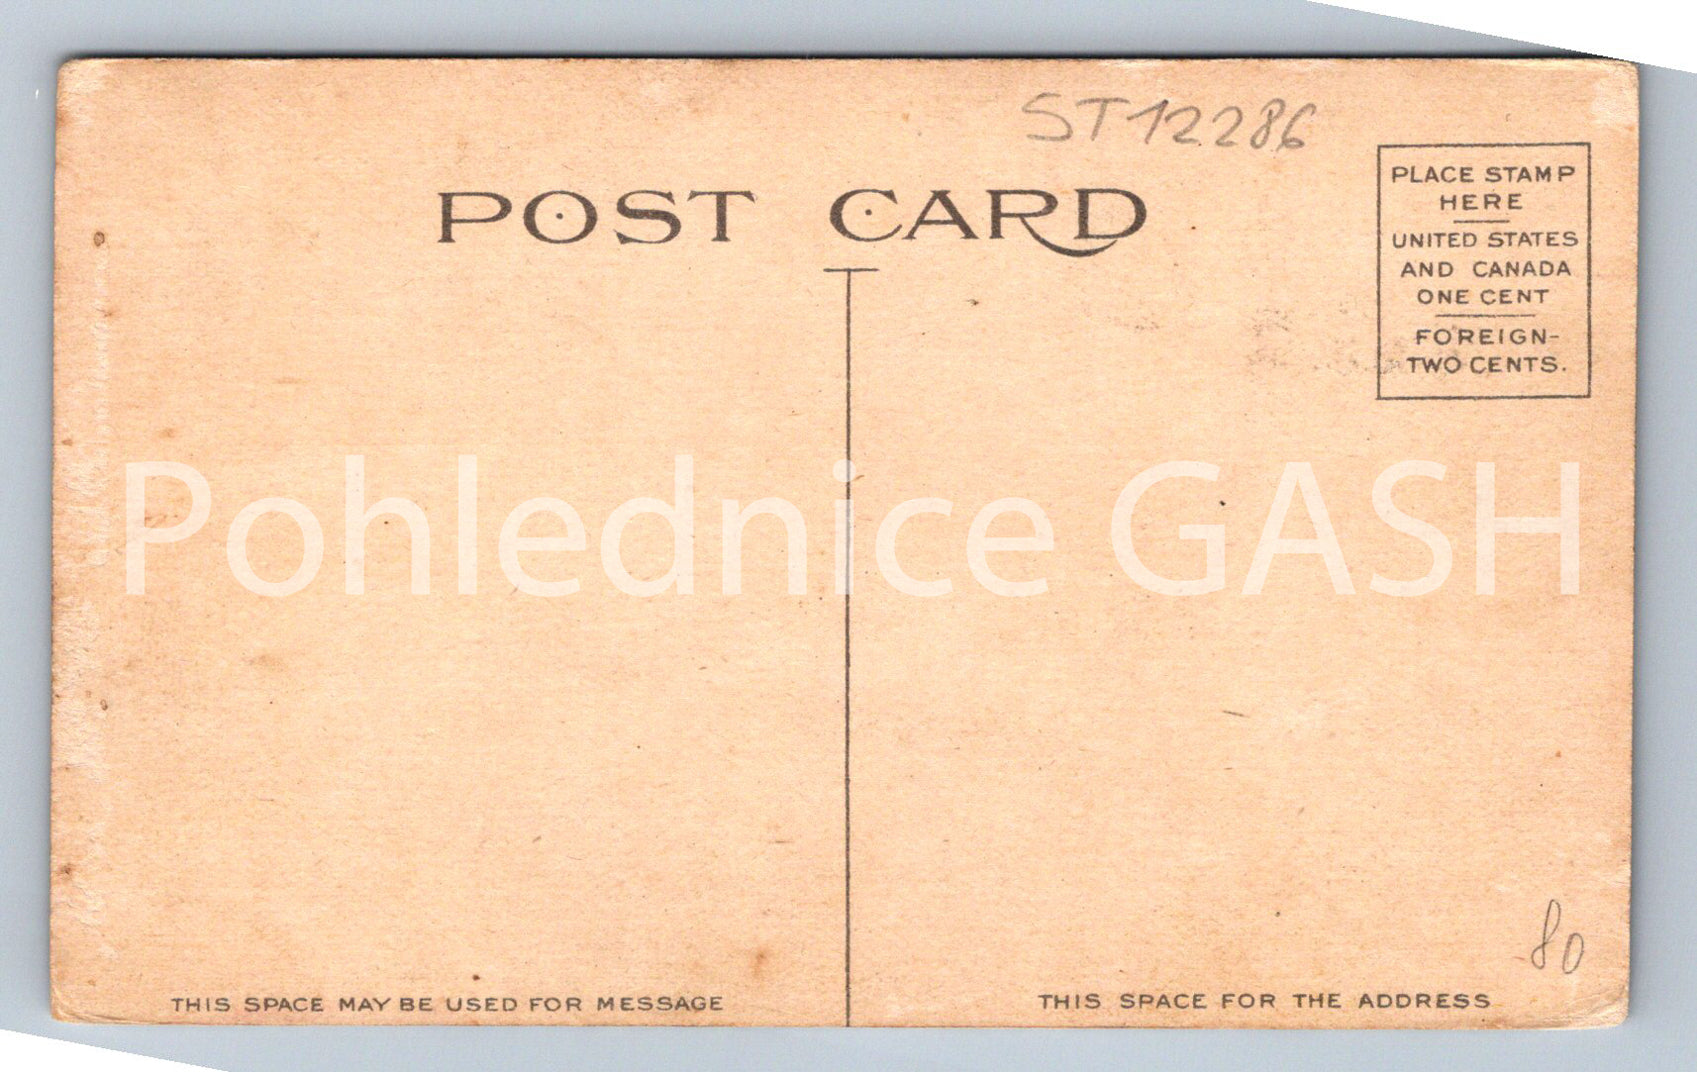 ST12286
POST CARD
PLACE STAMP
HERE
UNITED STATES
AND CANADA
ONE CENT
FOREIGN-
TWO CENTS.
Pohlednice GASH
80
THIS SPACE MAY BE USED FOR MESSAGE
THIS SPACE FOR THE ADDRESS